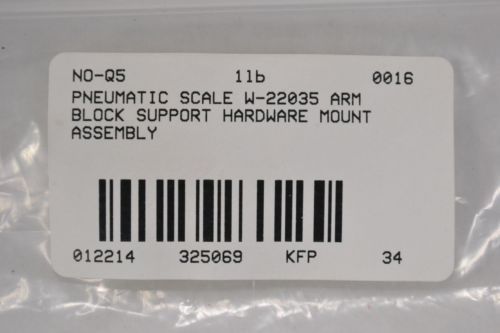 NO-Q5 1lb 0016
PNEUMATIC SCALE W-22035 ARM
BLOCK SUPPORT HARDWARE MOUNT
ASSEMBLY
012214 325069 KFP 34